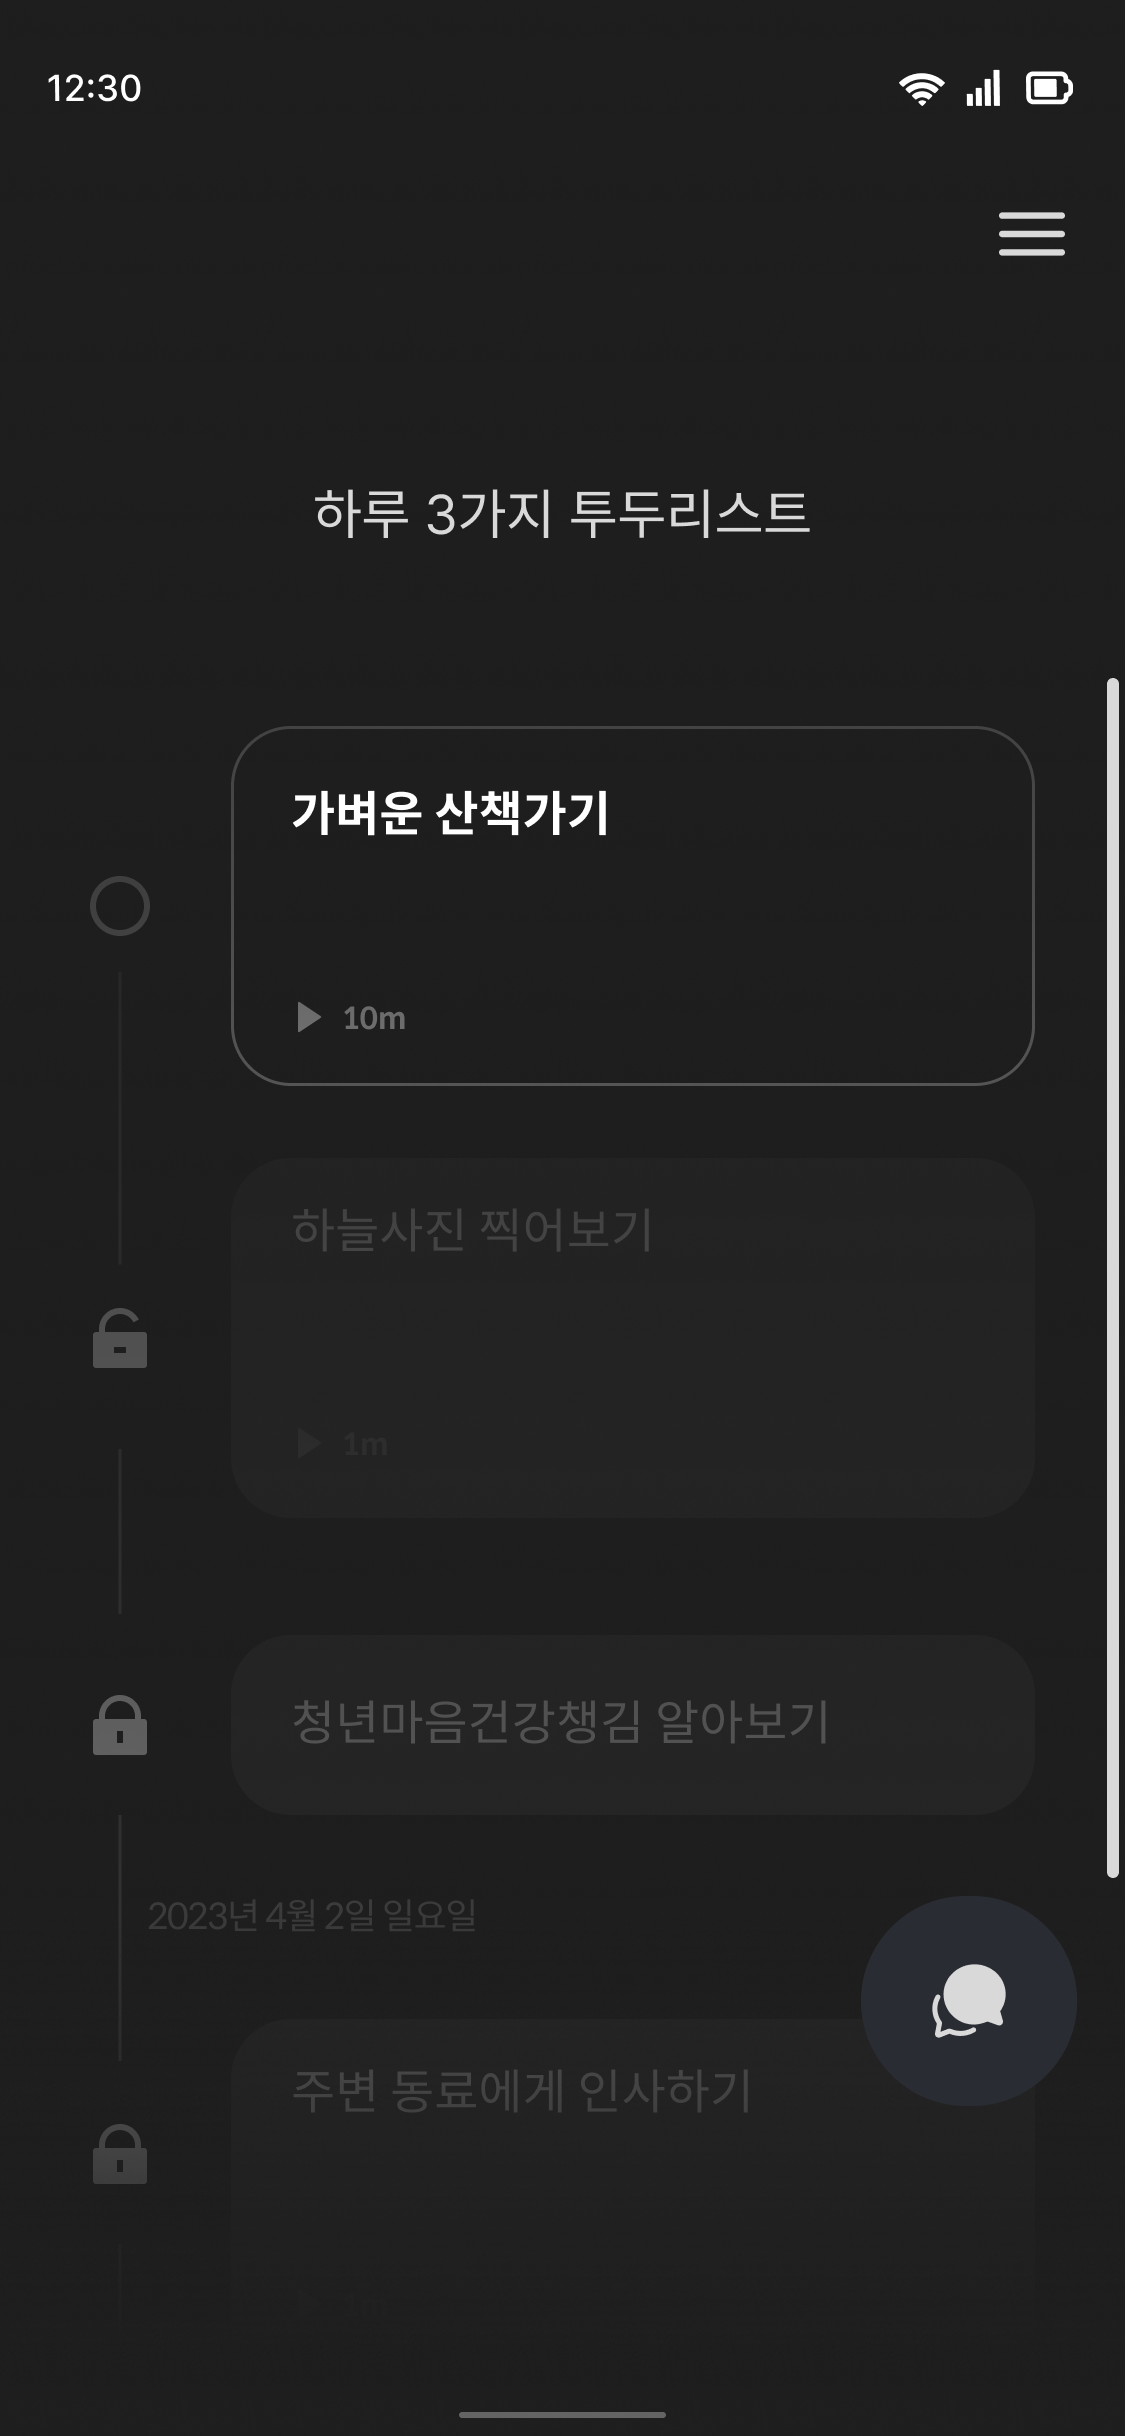 12:30
하루 3가지 투두리스트
가벼운 산책가기
10m
하늘사진 찍어보기
1m
청년마음건강챙김 알아보기
2023년 4월 2일 일요일
주변 동료에게 인사하기